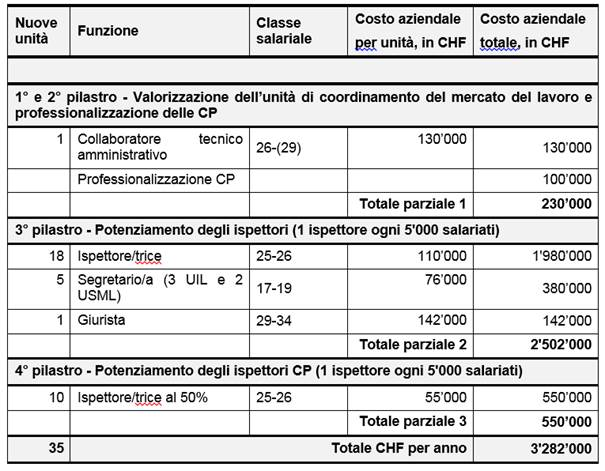 Nuove unità Funzione Classe salariale Costo aziendale per unità, in CHF Costo aziendale totale, in CHF
1° e 2° pilastro - Valorizzazione dell'unità di coordinamento del mercato del lavoro e
professionalizzazione delle CP
1 Collaboratore tecnico amministrativo 26-(29) 130'000 130'000
Professionalizzazione CP 100'000
Totale parziale 1 230'000
3° pilastro - Potenziamento degli ispettori (1 ispettore ogni 5'000 salariati)
18 Ispettore/trice 25-26 110'000 1'980'000
5 Segretario/a (3 UIL e 2 USML) 17-19 76'000 380'000
1 Giurista 29-34 142'000 142'000
Totale parziale 2 2'502'000
4° pilastro - Potenziamento degli ispettori CP (1 ispettore ogni 5'000 salariati)
10 Ispettore/trice al 50% 25-26 55'000 550'000
Totale parziale 3 550'000
35 Totale CHF per anno 3'282'000